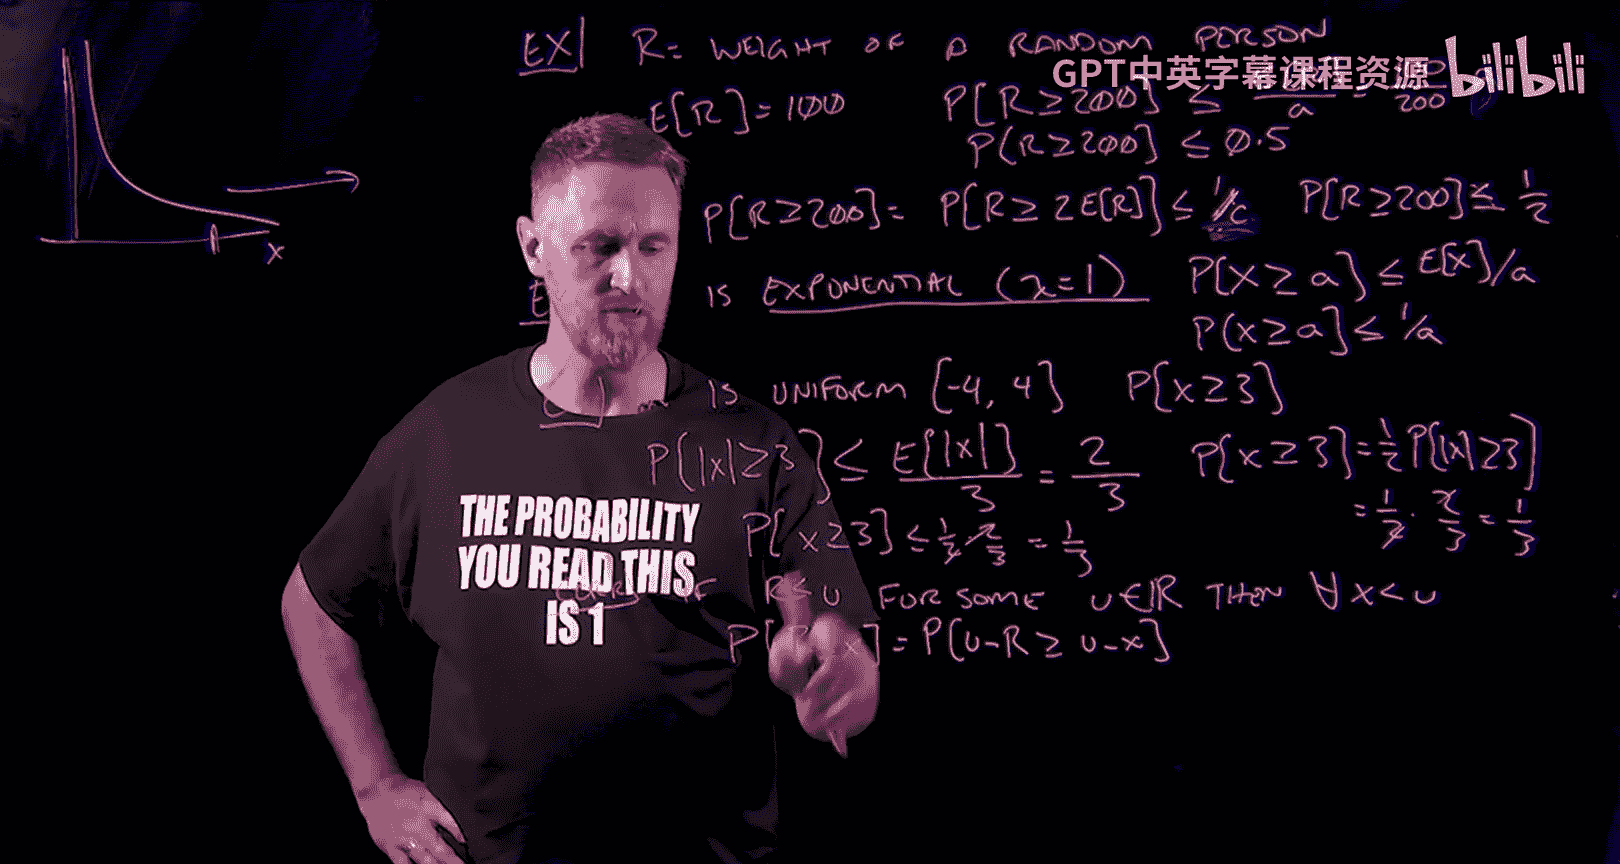 EX| R = WEIGHT OF A RANDOM PERSON
GPT中英字幕课程资源 bilibili
E[R] = 100 P[R ≥ 200] ≤ /a 200
P[R ≥ 200] ≤ 0.5
P[R ≥ 200] = P[R ≥ 2E[R]] ≤ 1/c P[R ≥ 200] ≤ 1/2
IS EXPONENTIAL (λ=1) P[X ≥ a] ≤ E[X]/a
P[X ≥ a] ≤ 1/a
x
IS UNIFORM [-4, 4] P[X ≥ 3]
P[|X| ≥ 3] ≤ E[|X|]/3 = 2/3 P[X ≥ 3] = 1/2 P[|X| ≥ 3]
= 1/2 · 2/3 = 1/3
P[X ≥ 3] ≤ 1/2 · 2/3 = 1/3
IF R ≤ U FOR SOME U ∈ ℝ THEN ∀ x < U
P[ x] = P[U-R ≥ U-x]
THE PROBABILITY
YOU READ THIS
IS 1